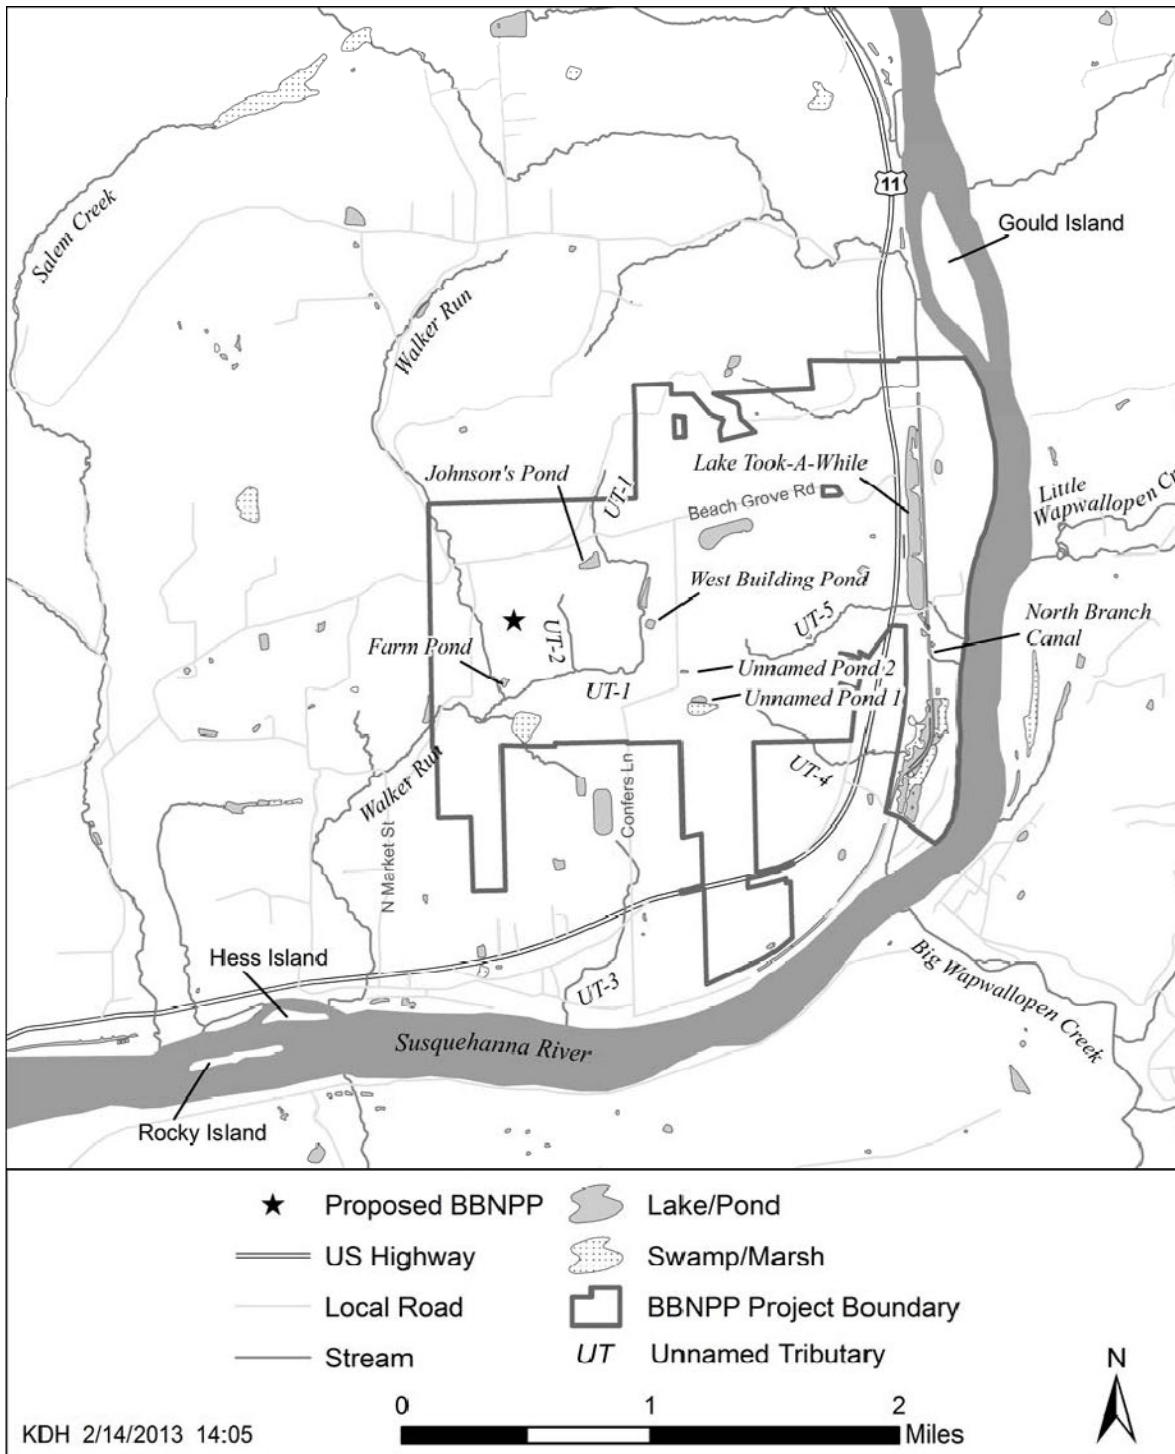 11
Gould Island
Salem Creek
Walker Run
Johnson's Pond
UT-1
Lake Took-A-While
Beach Grove Rd
Little
Wapwallopen Cr
West Building Pond
UT-5
North Branch
Canal
UT-2
Farm Pond
UT-1
Unnamed Pond 2
Unnamed Pond 1
Walker Run
UT-4
Confers Ln
N Market St
Hess Island
UT-3
Big Wapwallopen Creek
Susquehanna River
Rocky Island
Proposed BBNPP
Lake/Pond
US Highway
Swamp/Marsh
Local Road
BBNPP Project Boundary
Stream
UT Unnamed Tributary
N
0 1 2
Miles
KDH 2/14/2013 14:05